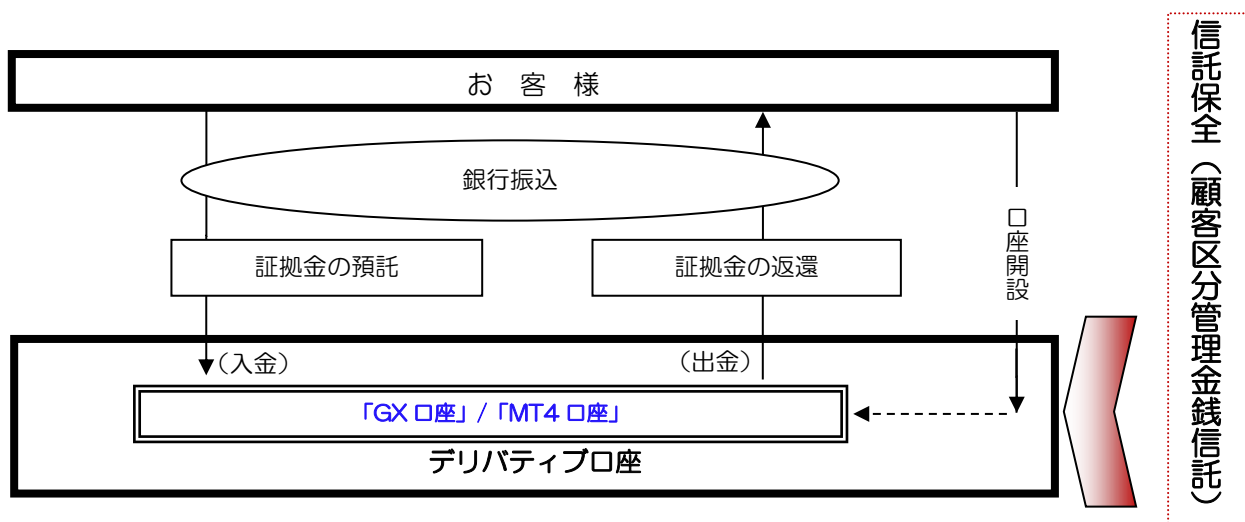 お 客 様
銀行振込
証拠金の預託
証拠金の返還
口座開設
（入金）
（出金）
「GX 口座」 / 「MT4 口座」
デリバティブ口座
信託保全（顧客区分管理金銭信託）